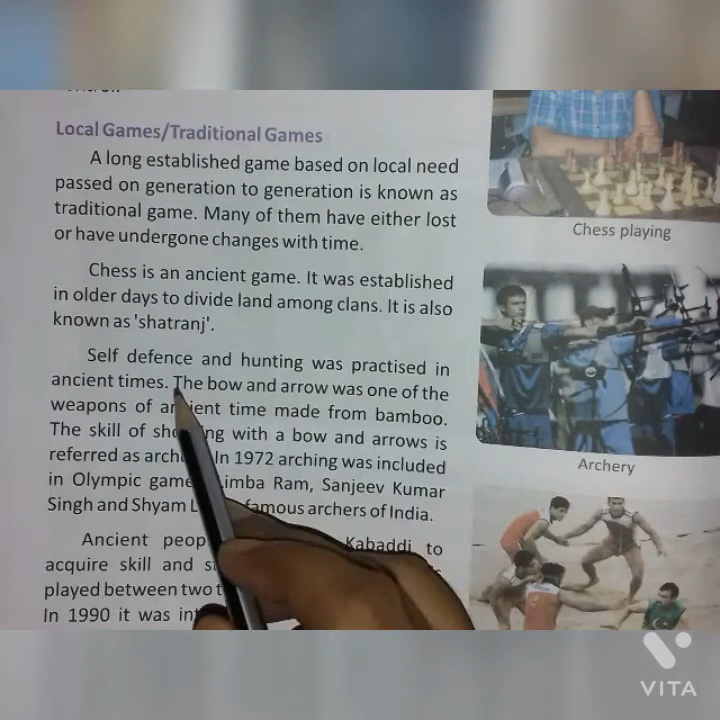 Local Games/Traditional Games
A long established game based on local need
passed on generation to generation is known as
traditional game. Many of them have either lost
or have undergone changes with time.
Chess is an ancient game. It was established
in older days to divide land among clans. It is also
known as 'shatranj'.
Self defence and hunting was practised in
ancient times. The bow and arrow was one of the
weapons of ancient time made from bamboo.
The skill of shooting with a bow and arrows is
referred as In 1972 arching was included
in Olympic Limba Ram, Sanjeev Kumar
Singh and Shyam famous archers of India.
Ancient Kabaddi to
acquire skill and
played between two
In 1990 it was
Chess playing
Archery
VITA